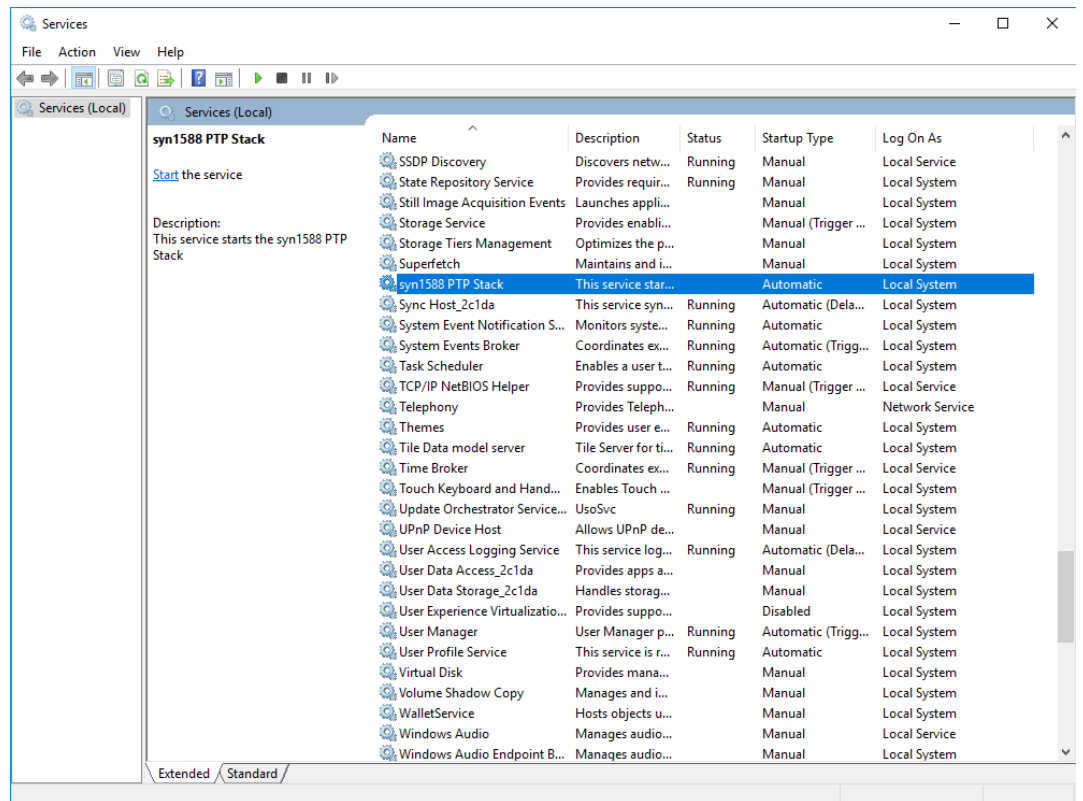 Services
File Action View Help
Services (Local)
Services (Local)
syn1588 PTP Stack
Start the service
Description:
This service starts the syn1588 PTP
Stack
Name Description Status Startup Type Log On As
SSDP Discovery Discovers netw... Running Manual Local Service
State Repository Service Provides requir... Running Manual Local System
Still Image Acquisition Events Launches appli... Manual Local System
Storage Service Provides enabli... Manual (Trigger ... Local System
Storage Tiers Management Optimizes the p... Manual Local System
Superfetch Maintains and i... Manual Local System
syn1588 PTP Stack This service star... Automatic Local System
Sync Host_2c1da This service syn... Running Automatic (Dela... Local System
System Event Notification S... Monitors syste... Running Automatic Local System
System Events Broker Coordinates ex... Running Automatic (Trigg... Local System
Task Scheduler Enables a user t... Running Automatic Local System
TCP/IP NetBIOS Helper Provides suppo... Running Manual (Trigger ... Local Service
Telephony Provides Teleph... Manual Network Service
Themes Provides user e... Running Automatic Local System
Tile Data model server Tile Server for ti... Running Automatic Local System
Time Broker Coordinates ex... Running Manual (Trigger ... Local Service
Touch Keyboard and Hand... Enables Touch ... Manual (Trigger ... Local System
Update Orchestrator Service... UsoSvc Running Manual Local System
UPnP Device Host Allows UPnP de... Manual Local Service
User Access Logging Service This service log... Running Automatic (Dela... Local System
User Data Access_2c1da Provides apps a... Manual Local System
User Data Storage_2c1da Handles storag... Manual Local System
User Experience Virtualizatio... Provides suppo... Disabled Local System
User Manager User Manager p... Running Automatic (Trigg... Local System
User Profile Service This service is r... Running Automatic Local System
Virtual Disk Provides mana... Manual Local System
Volume Shadow Copy Manages and i... Manual Local System
WalletService Hosts objects u... Manual Local System
Windows Audio Manages audio... Manual Local Service
Windows Audio Endpoint B... Manages audio... Manual Local System
Extended Standard